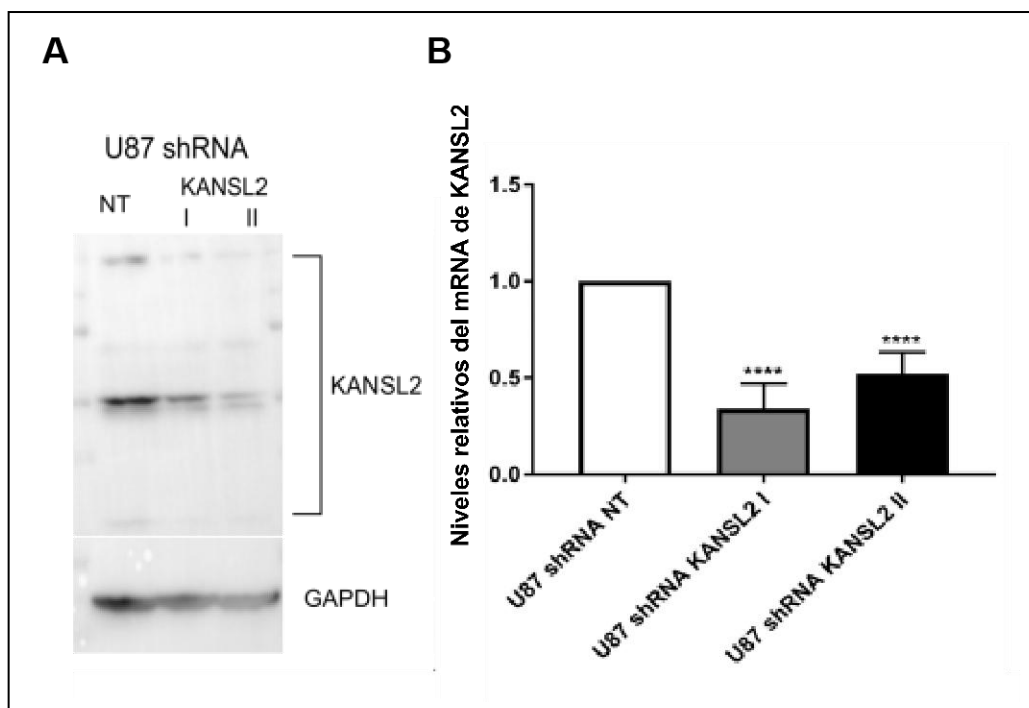 A
U87 shRNA
NT
KANSL2
I II
KANSL2
GAPDH
B
Niveles relativos del mRNA de KANSL2
1.5
1.0
0.5
0.0
****
****
U87 shRNA NT
U87 shRNA KANSL2 I
U87 shRNA KANSL2 II